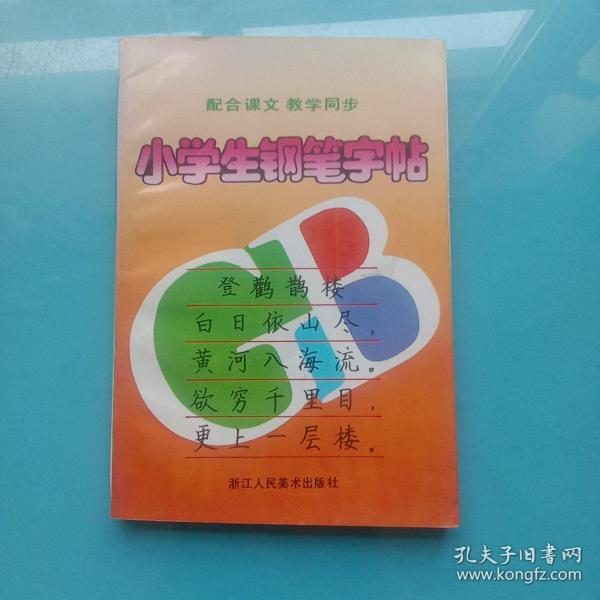 配合课文 教学同步
小学生钢笔字帖
GB
登鹳鹊楼
白日依山尽，
黄河入海流。
欲穷千里目，
更上一层楼。
浙江人民美术出版社
孔夫子旧书网
www.kongfz.com